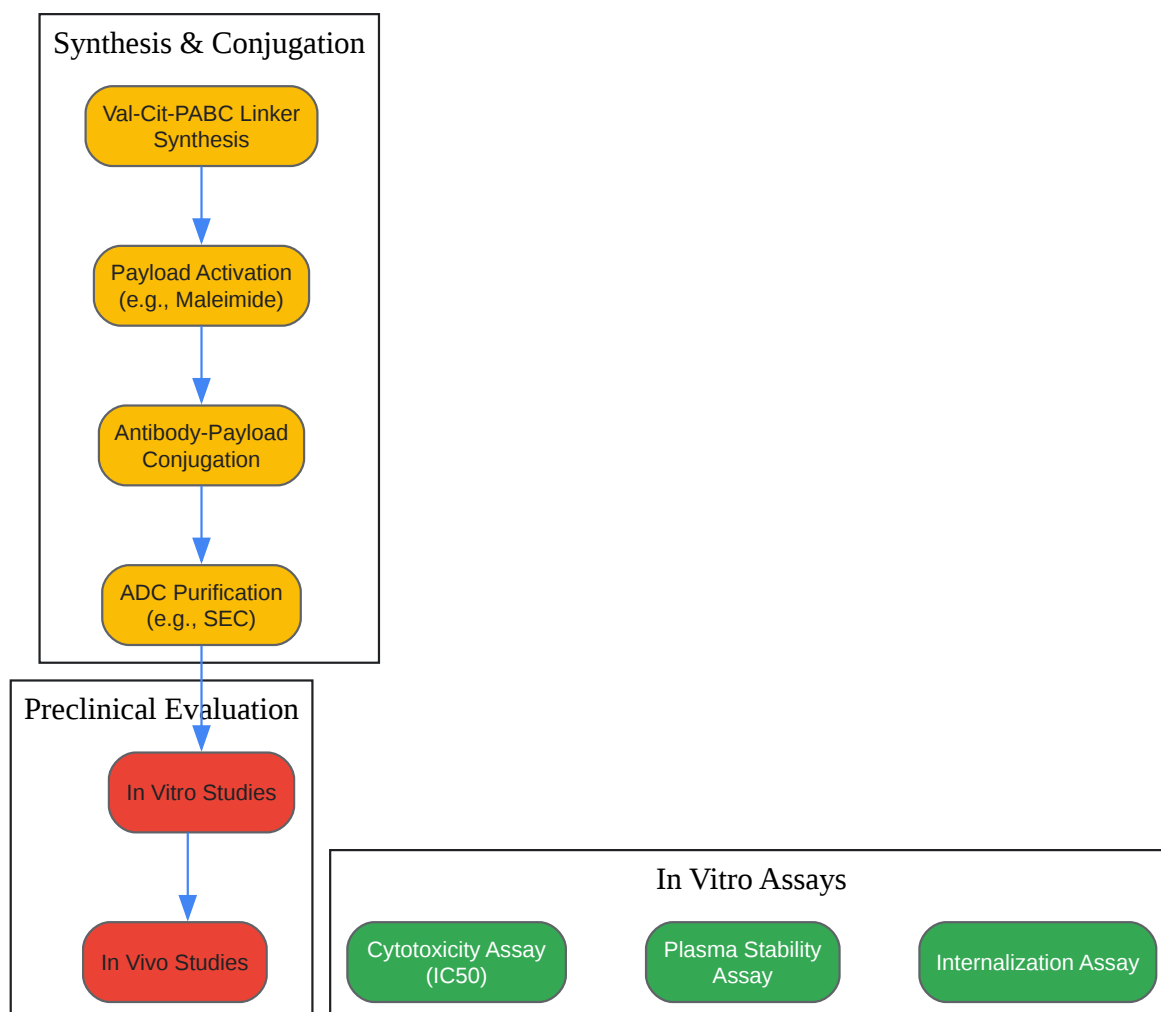 Synthesis & Conjugation
Val-Cit-PABC Linker
Synthesis
Payload Activation
(e.g., Maleimide)
Antibody-Payload
Conjugation
ADC Purification
(e.g., SEC)
Preclinical Evaluation
In Vitro Studies
In Vivo Studies
In Vitro Assays
Cytotoxicity Assay
(IC50)
Plasma Stability
Assay
Internalization Assay